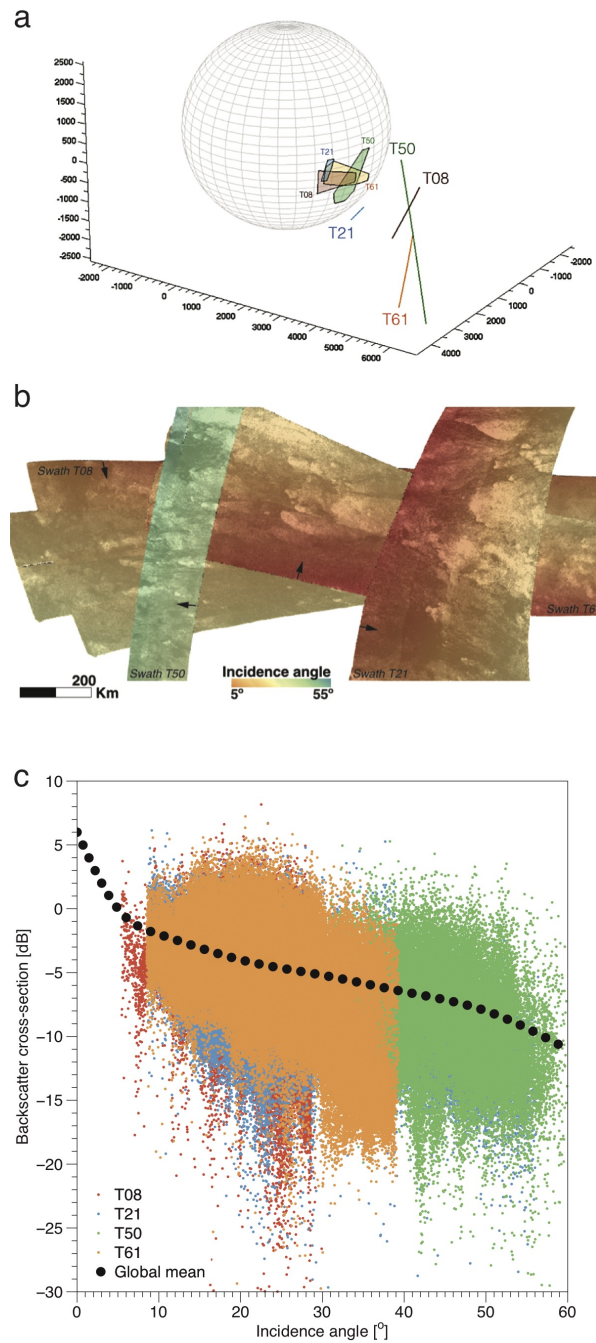 a
2500
2000
1500
1000
500
0
−500
−1000
−1500
−2000
−2500
T50
T21
T08
T61
T50
T08
T21
T61
−2000
−1000
0
1000
2000
3000
4000
5000
6000
−2000
−1000
0
1000
2000
3000
4000
b
Swath T08
Swath T6
Swath T50
Swath T21
200
Km
Incidence angle
5º
55º
c
10
5
0
−5
−10
−15
−20
−25
−30
Backscatter cross-section [dB]
T08
T21
T50
T61
Global mean
0 10 20 30 40 50 60
Incidence angle [º]